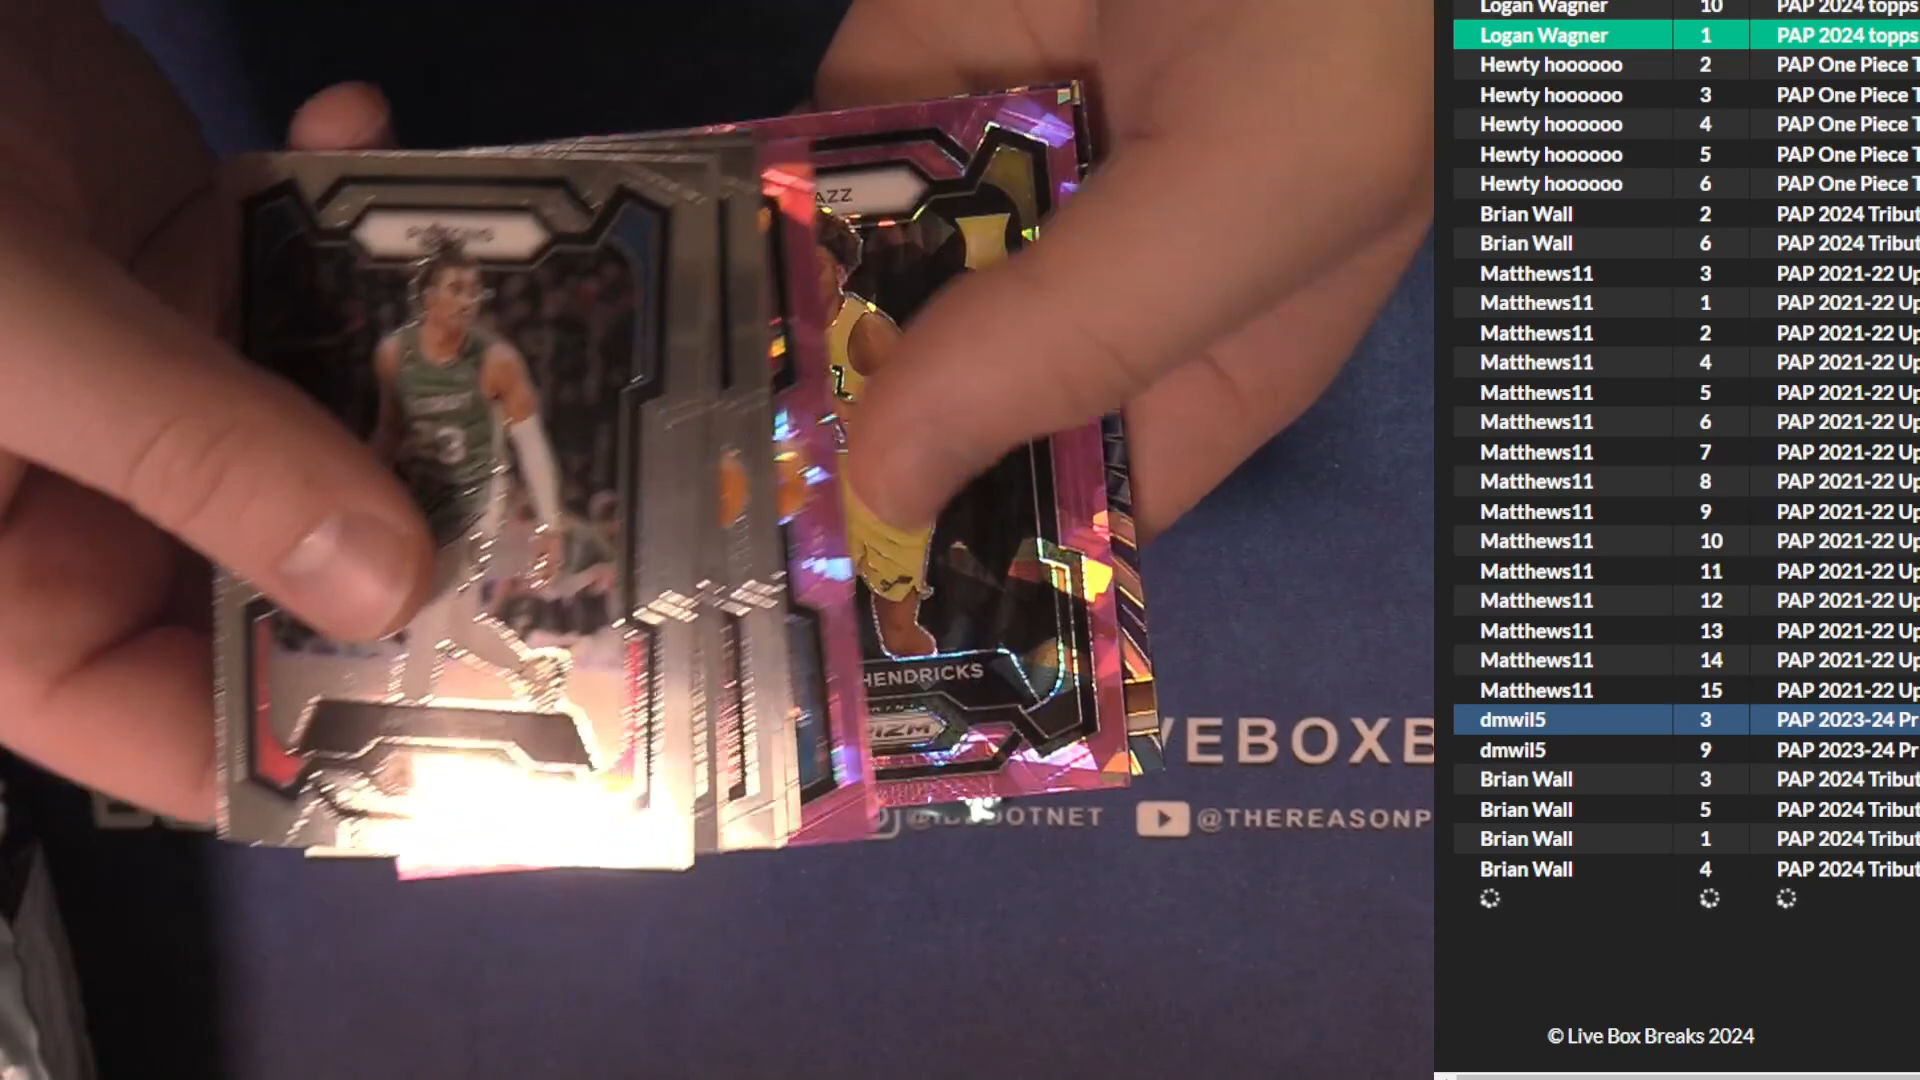 PISTONS
AZZ
HENDRICKS
PRIZM
VEBOXB
DOTNET
@THEREASONP
Logan Wagner 10 PAP 2024 topps
Logan Wagner 1 PAP 2024 topps
Hewty hoooooo 2 PAP One Piece T
Hewty hoooooo 3 PAP One Piece T
Hewty hoooooo 4 PAP One Piece T
Hewty hoooooo 5 PAP One Piece T
Hewty hoooooo 6 PAP One Piece T
Brian Wall 2 PAP 2024 Tribut
Brian Wall 6 PAP 2024 Tribut
Matthews11 3 PAP 2021-22 Up
Matthews11 1 PAP 2021-22 Up
Matthews11 2 PAP 2021-22 Up
Matthews11 4 PAP 2021-22 Up
Matthews11 5 PAP 2021-22 Up
Matthews11 6 PAP 2021-22 Up
Matthews11 7 PAP 2021-22 Up
Matthews11 8 PAP 2021-22 Up
Matthews11 9 PAP 2021-22 Up
Matthews11 10 PAP 2021-22 Up
Matthews11 11 PAP 2021-22 Up
Matthews11 12 PAP 2021-22 Up
Matthews11 13 PAP 2021-22 Up
Matthews11 14 PAP 2021-22 Up
Matthews11 15 PAP 2021-22 Up
dmwil5 3 PAP 2023-24 Pr
dmwil5 9 PAP 2023-24 Pr
Brian Wall 3 PAP 2024 Tribut
Brian Wall 5 PAP 2024 Tribut
Brian Wall 1 PAP 2024 Tribut
Brian Wall 4 PAP 2024 Tribut
© Live Box Breaks 2024